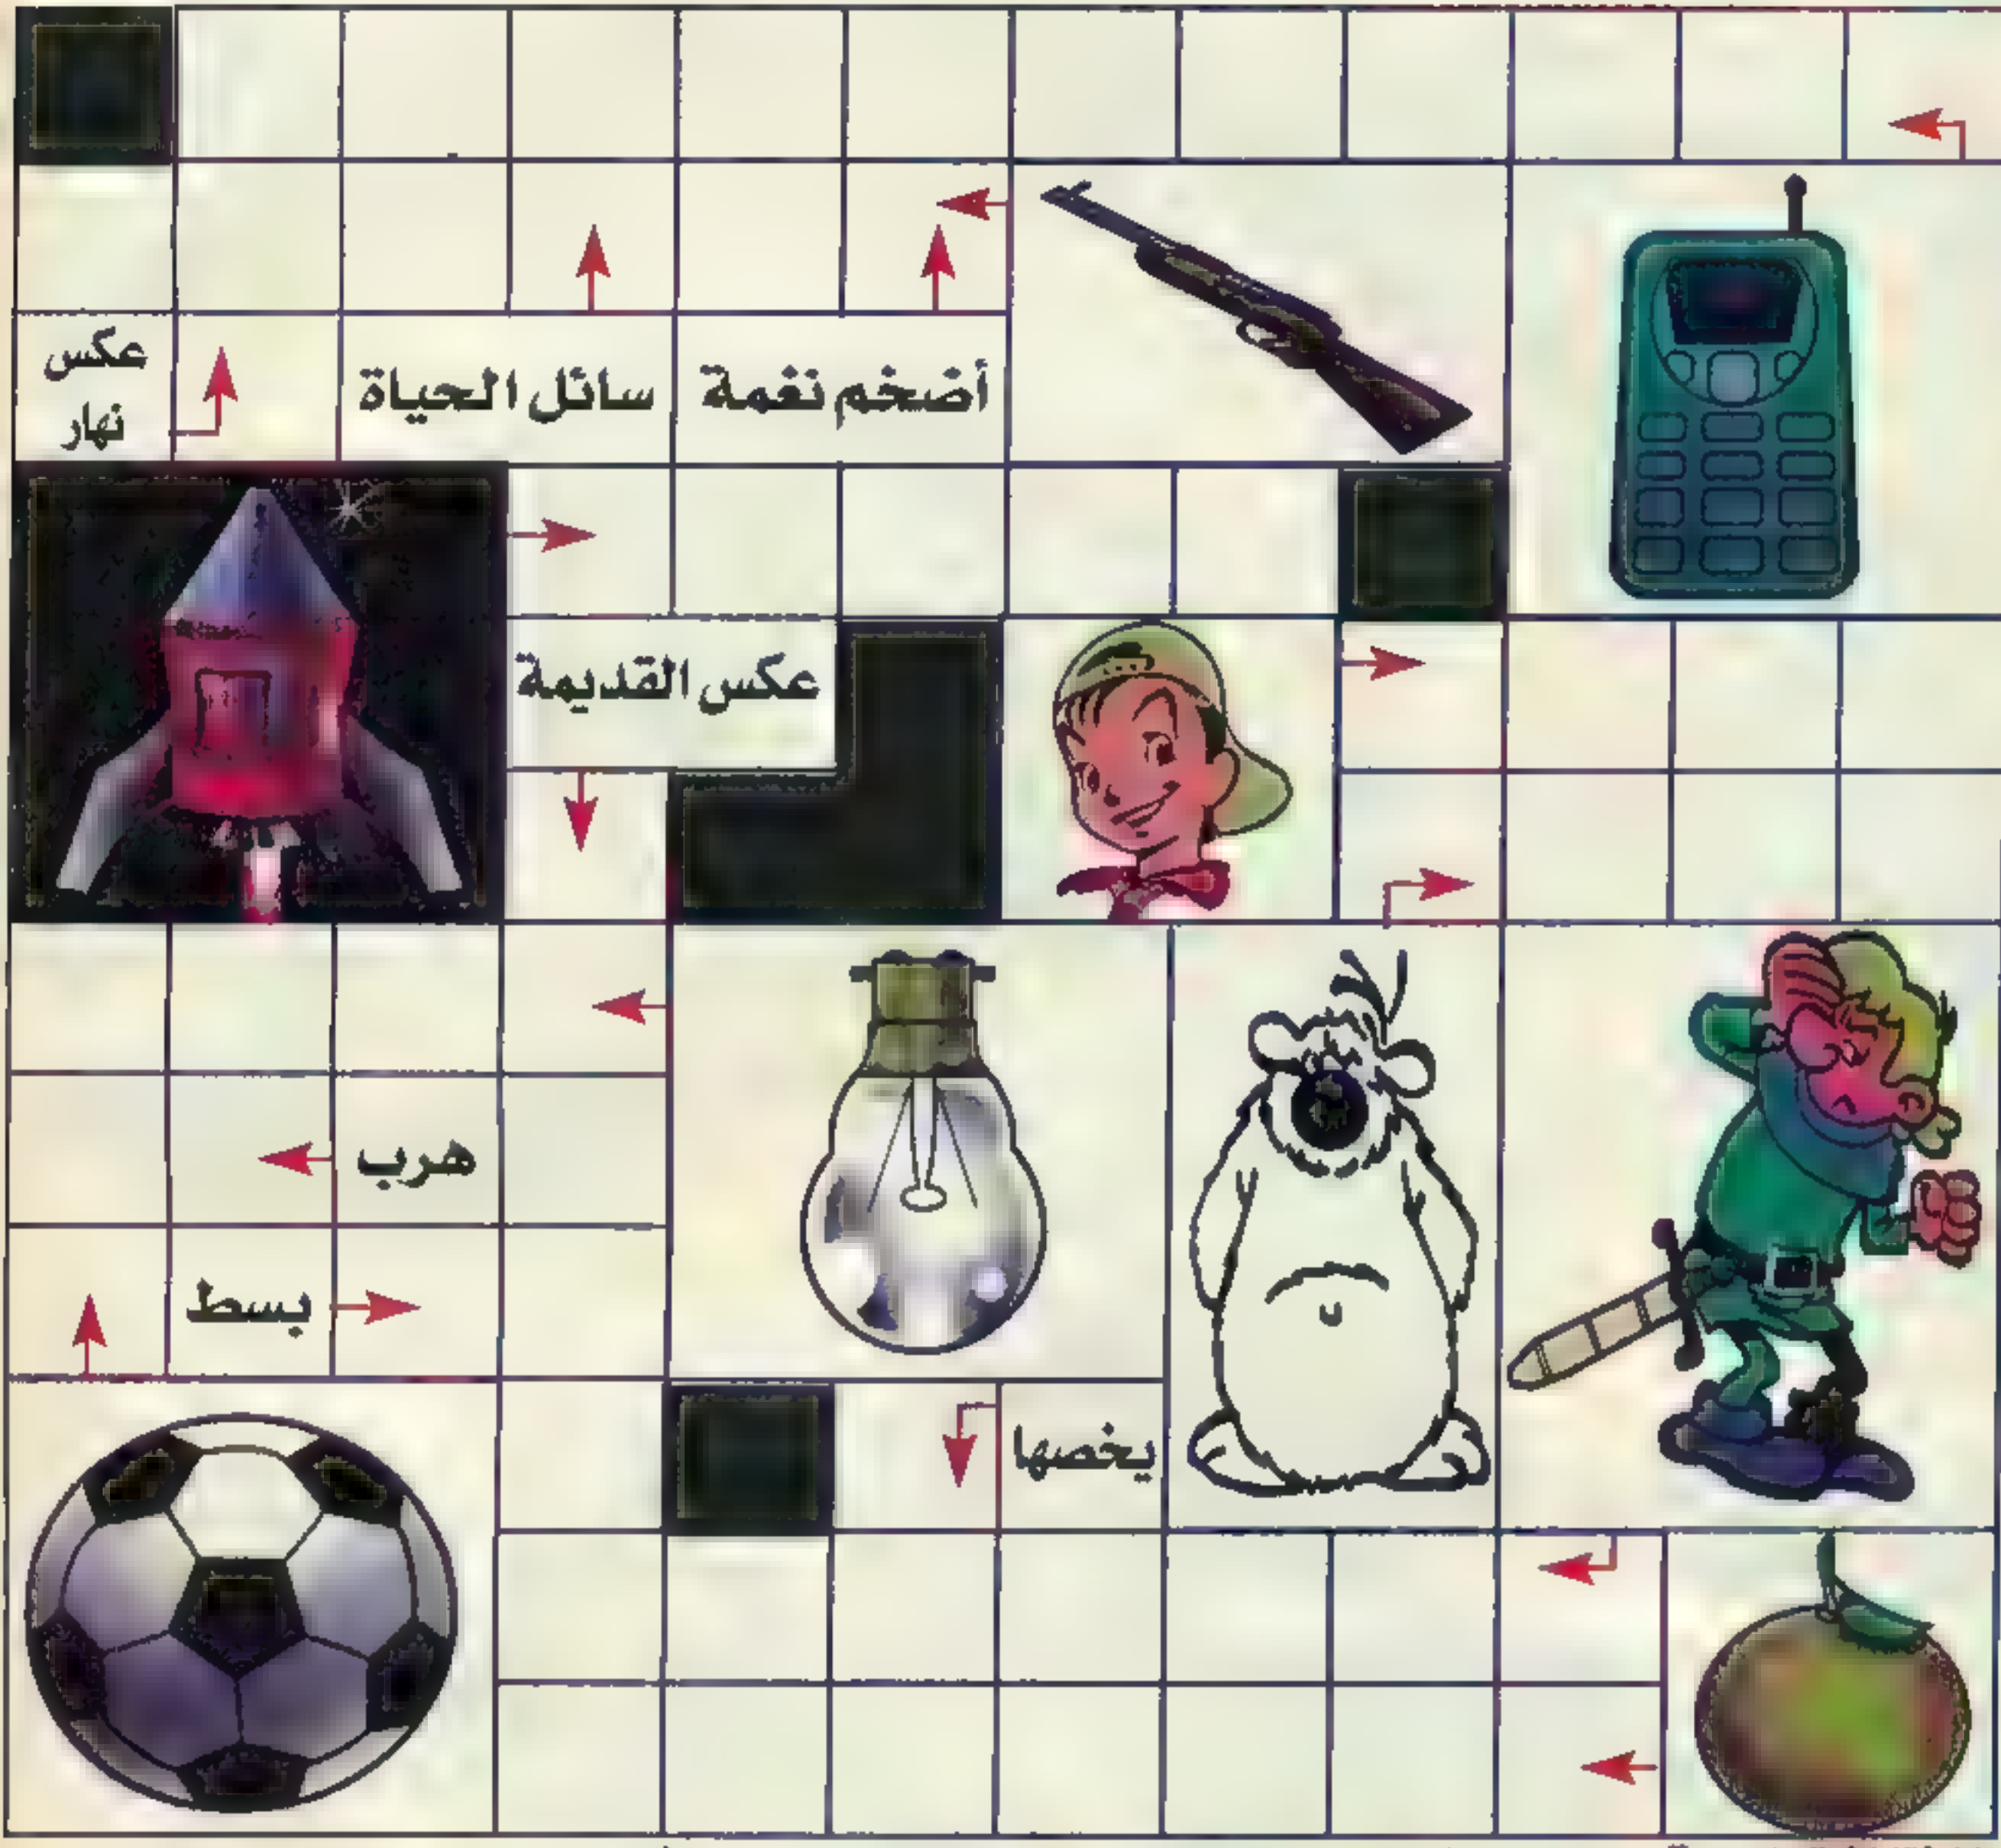 أضخم نغمة
سائل الحياة
عكس
نهار
عكس القديمة
هرب
بسط
يخصها